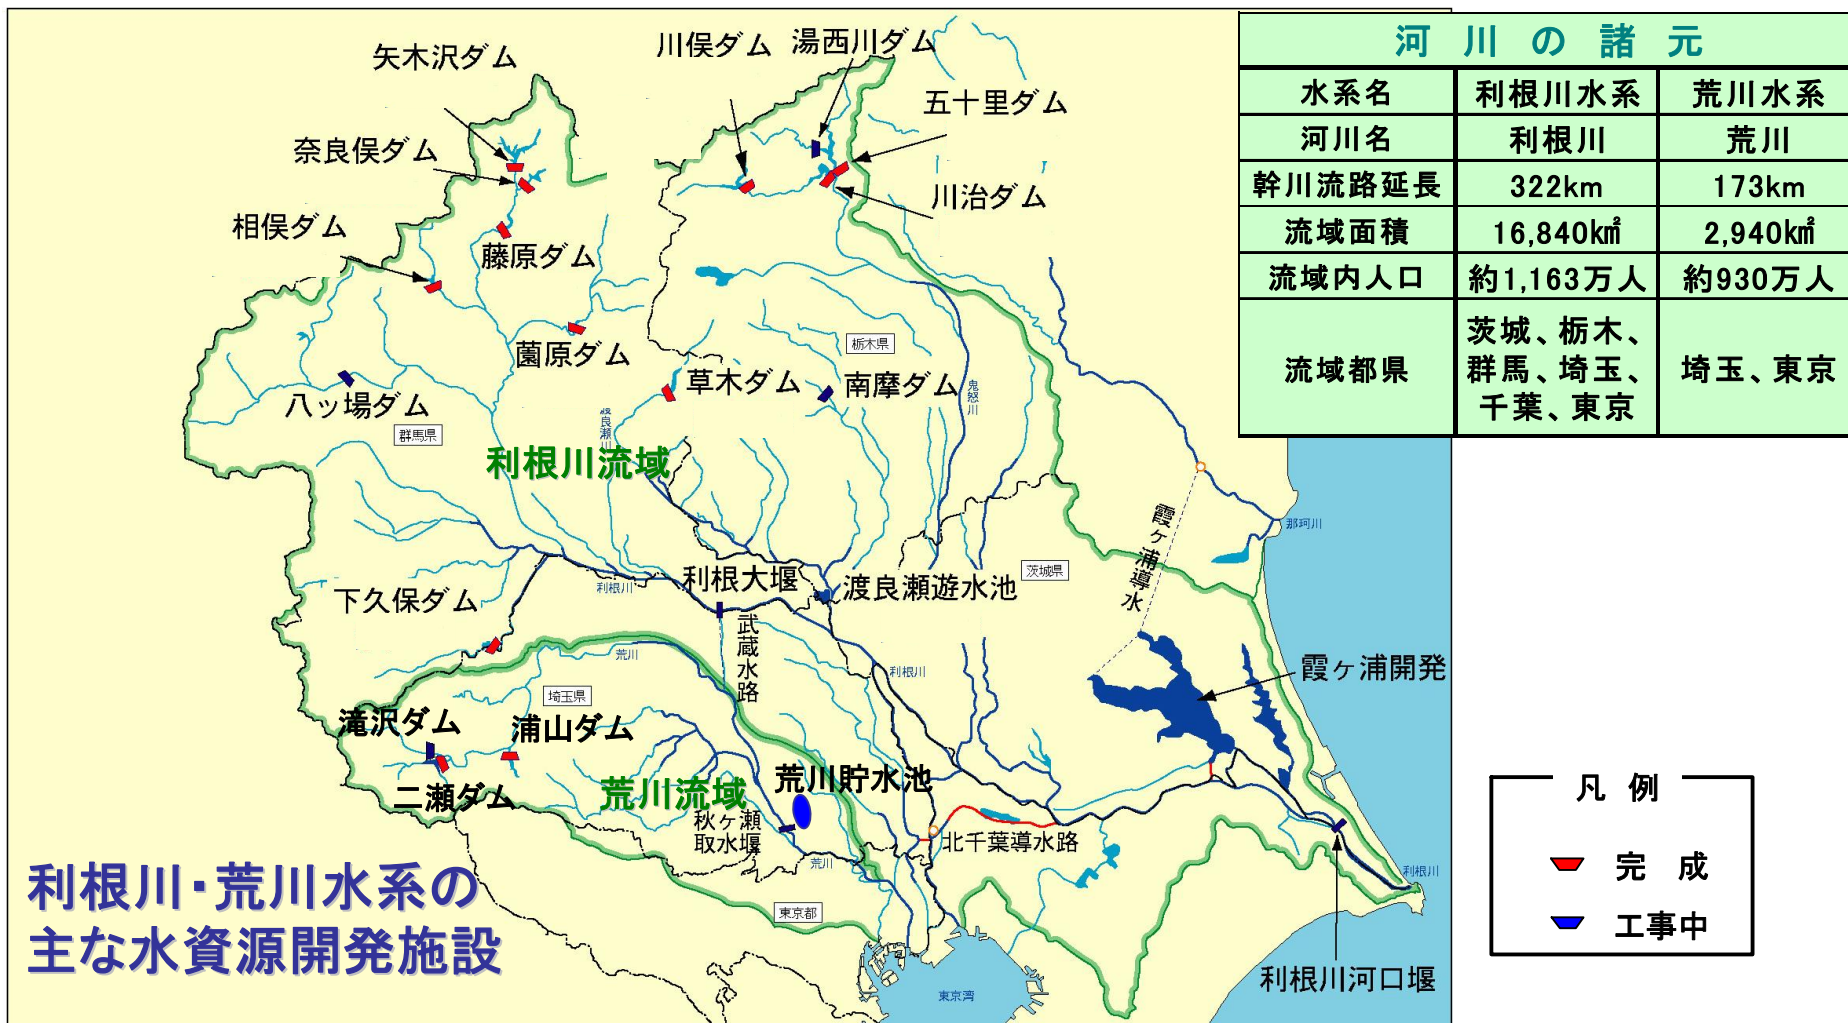 矢木沢ダム
川俣ダム
湯西川ダム
五十里ダム
奈良俣ダム
川治ダム
相俣ダム
藤原ダム
薗原ダム
栃木県
草木ダム
南摩ダム
鬼怒川
八ッ場ダム
渡良瀬川
群馬県
利根川流域
霞ヶ浦導水
那珂川
茨城県
利根大堰
渡良瀬遊水池
利根川
下久保ダム
武蔵水路
荒川
利根川
霞ヶ浦開発
埼玉県
滝沢ダム
浦山ダム
二瀬ダム
荒川流域
荒川貯水池
秋ヶ瀬
取水堰
北千葉導水路
荒川
利根川
東京都
利根川河口堰
東京湾
利根川・荒川水系の
主な水資源開発施設
河川の諸元
水系名 利根川水系 荒川水系
河川名 利根川 荒川
幹川流路延長 322km 173km
流域面積 16,840㎢ 2,940㎢
流域内人口 約1,163万人 約930万人
流域都県 茨城、栃木、
群馬、埼玉、
千葉、東京 埼玉、東京
凡例
完成
工事中